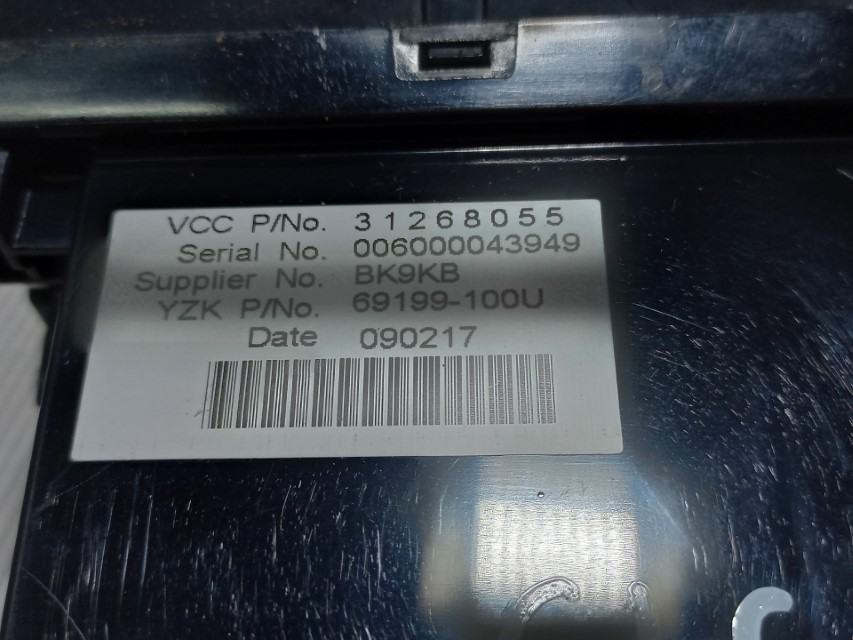 VCC P/No. 31268055
Serial No. 006000043949
Supplier No. BK9KB
YZK P/No. 69199-100U
Date 090217